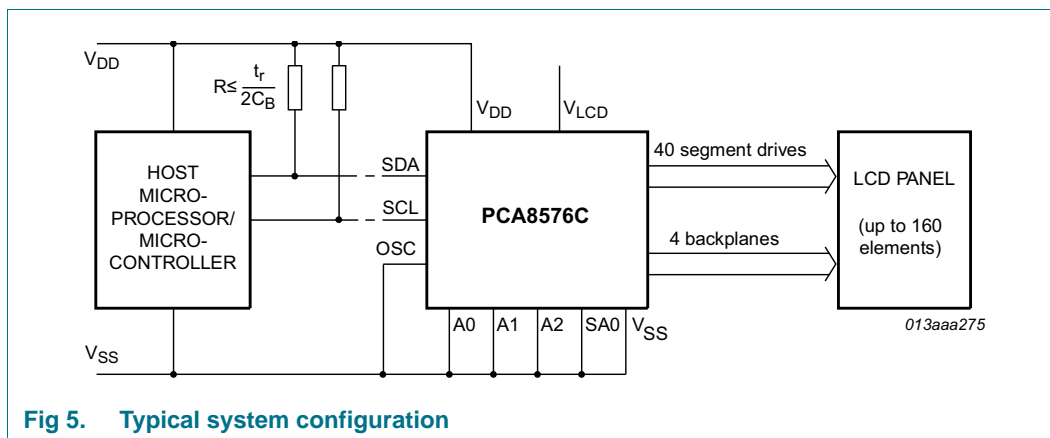 VDD
R≤ tr
2CB
VDD
VLCD
HOST
MICRO-
PROCESSOR/
MICRO-
CONTROLLER
SDA
SCL
OSC
PCA8576C
40 segment drives
4 backplanes
LCD PANEL
(up to 160
elements)
A0
A1
A2
SA0
VSS
013aaa275
VSS
Fig 5. Typical system configuration